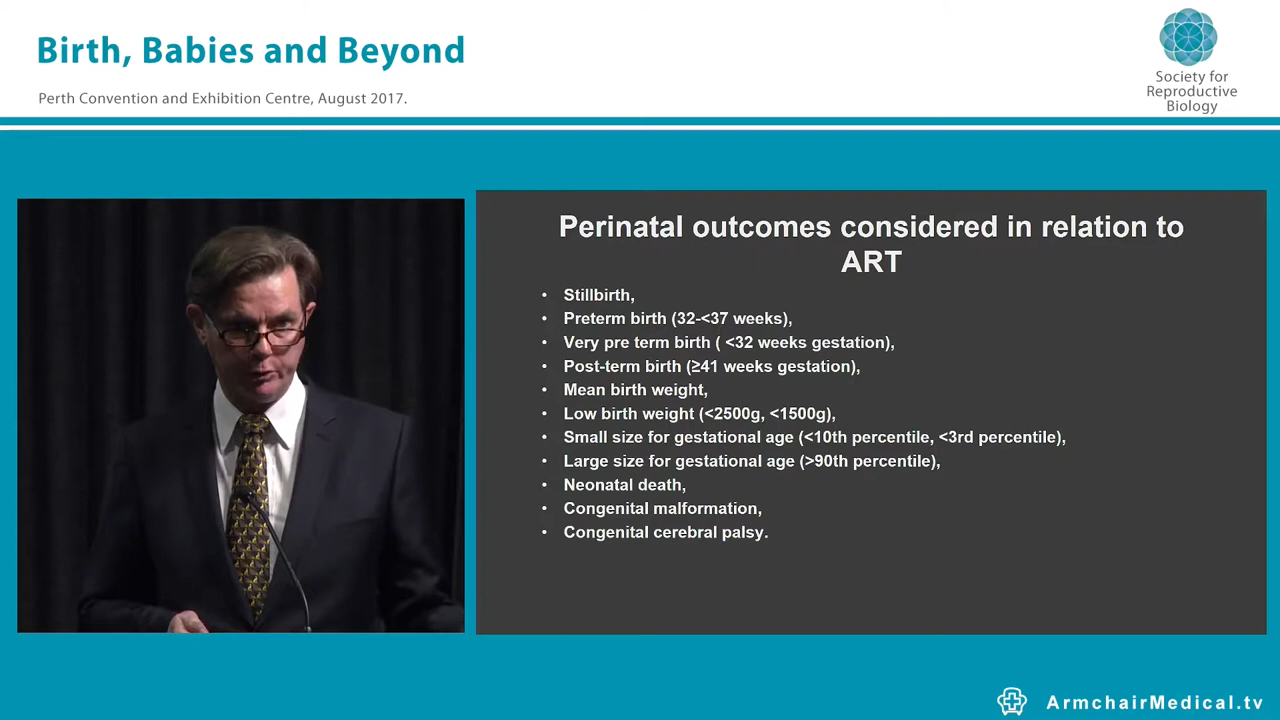 Birth, Babies and Beyond
Perth Convention and Exhibition Centre, August 2017.
Society for
Reproductive
Biology
Perinatal outcomes considered in relation to
ART
• Stillbirth,
• Preterm birth (32-<37 weeks),
• Very pre term birth ( <32 weeks gestation),
• Post-term birth (≥41 weeks gestation),
• Mean birth weight,
• Low birth weight (<2500g, <1500g),
• Small size for gestational age (<10th percentile, <3rd percentile),
• Large size for gestational age (>90th percentile),
• Neonatal death,
• Congenital malformation,
• Congenital cerebral palsy.
ArmchairMedical.tv